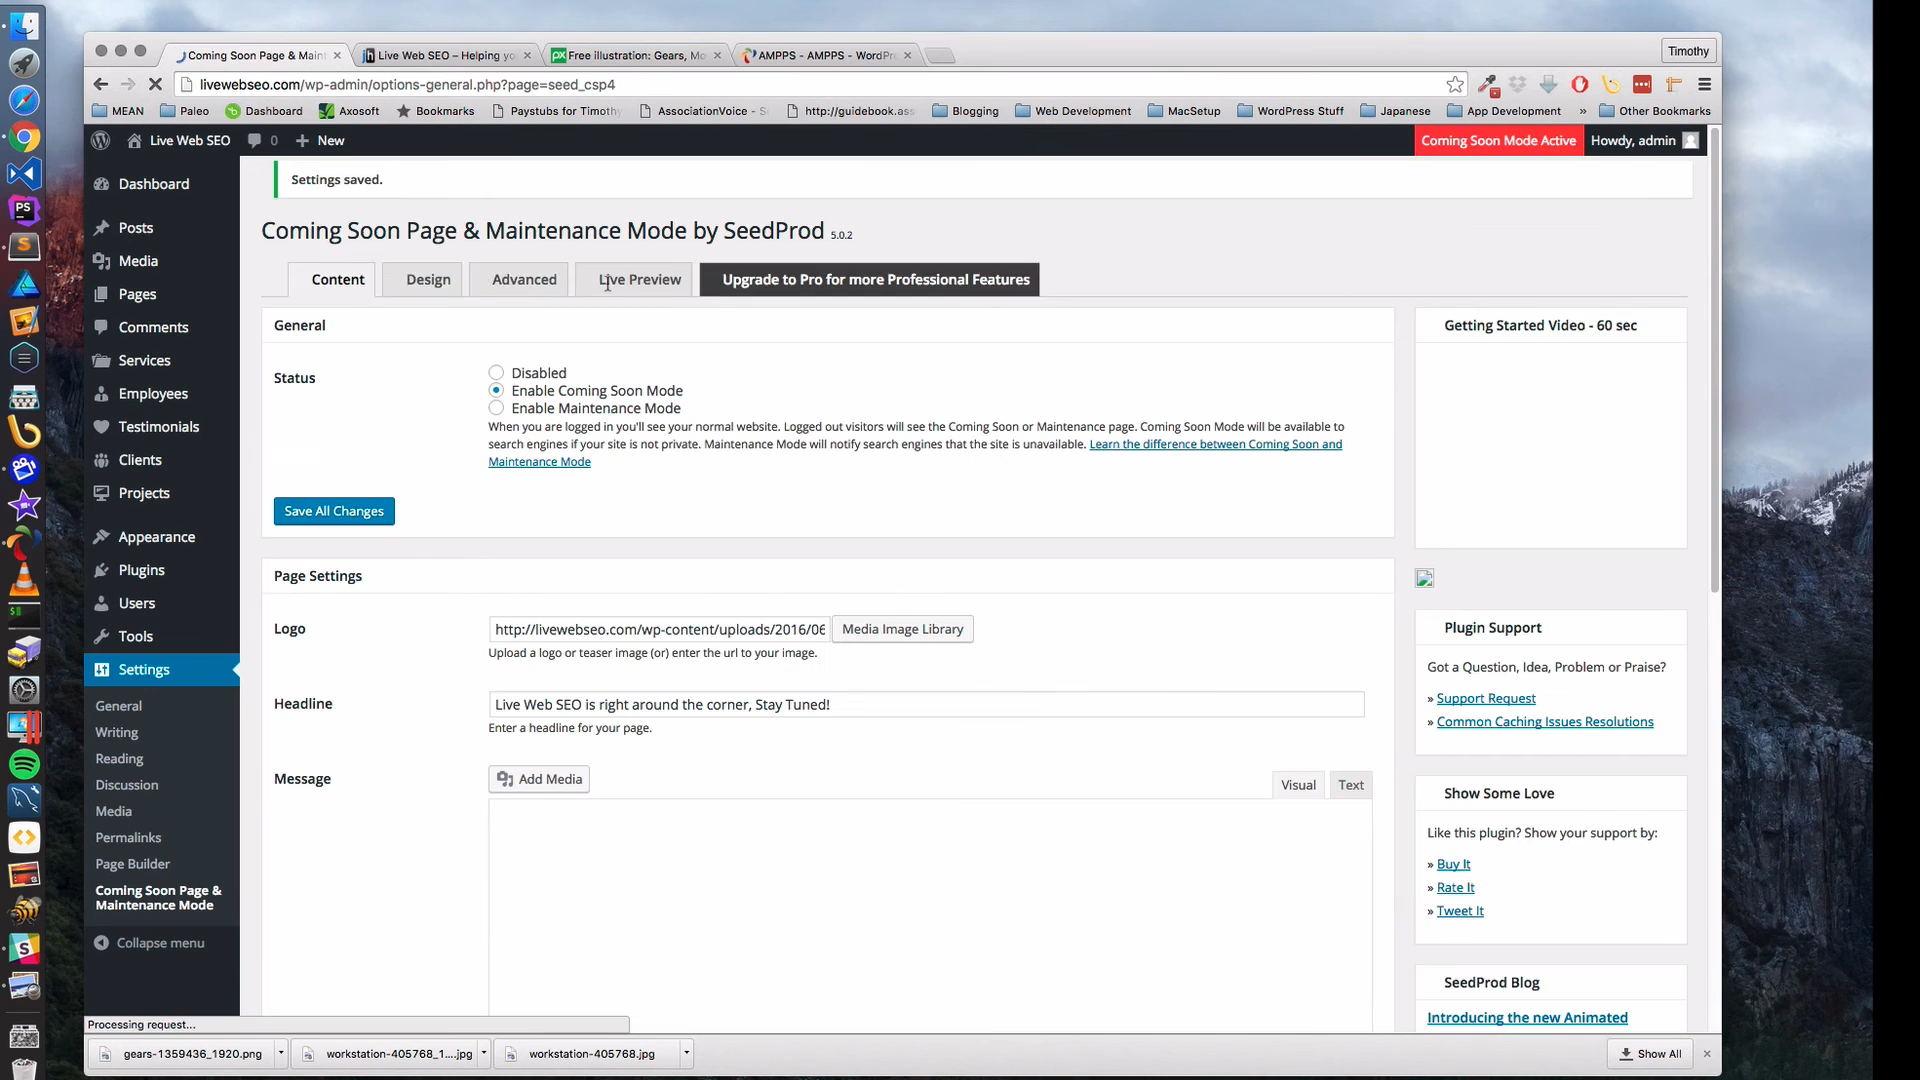 Coming Soon Page & Main
Live Web SEO – Helping yo
Free illustration: Gears, Mo
AMPPS - AMPPS - WordPr
Timothy
livewebseo.com/wp-admin/options-general.php?page=seed_csp4
MEAN
Paleo
Dashboard
Axosoft
Bookmarks
Paystubs for Timothy
AssociationVoice - S
http://guidebook.ass
Blogging
Web Development
MacSetup
WordPress Stuff
Japanese
App Development
»
Other Bookmarks
Live Web SEO
0
New
Coming Soon Mode Active
Howdy, admin
Dashboard
Posts
Media
Pages
Comments
Services
Employees
Testimonials
Clients
Projects
Appearance
Plugins
Users
Tools
Settings
General
Writing
Reading
Discussion
Media
Permalinks
Page Builder
Coming Soon Page &
Maintenance Mode
Collapse menu
Settings saved.
Coming Soon Page & Maintenance Mode by SeedProd 5.0.2
Content
Design
Advanced
Live Preview
Upgrade to Pro for more Professional Features
General
Status
Disabled
Enable Coming Soon Mode
Enable Maintenance Mode
When you are logged in you'll see your normal website. Logged out visitors will see the Coming Soon or Maintenance page. Coming Soon Mode will be available to
search engines if your site is not private. Maintenance Mode will notify search engines that the site is unavailable. Learn the difference between Coming Soon and
Maintenance Mode
Save All Changes
Page Settings
Logo
http://livewebseo.com/wp-content/uploads/2016/06
Media Image Library
Upload a logo or teaser image (or) enter the url to your image.
Headline
Live Web SEO is right around the corner, Stay Tuned!
Enter a headline for your page.
Message
Add Media
Visual
Text
Getting Started Video - 60 sec
Plugin Support
Got a Question, Idea, Problem or Praise?
» Support Request
» Common Caching Issues Resolutions
Show Some Love
Like this plugin? Show your support by:
» Buy It
» Rate It
» Tweet It
SeedProd Blog
Introducing the new Animated
Processing request...
gears-1359436_1920.png
workstation-405768_1....jpg
workstation-405768.jpg
Show All
PS
S
$
S